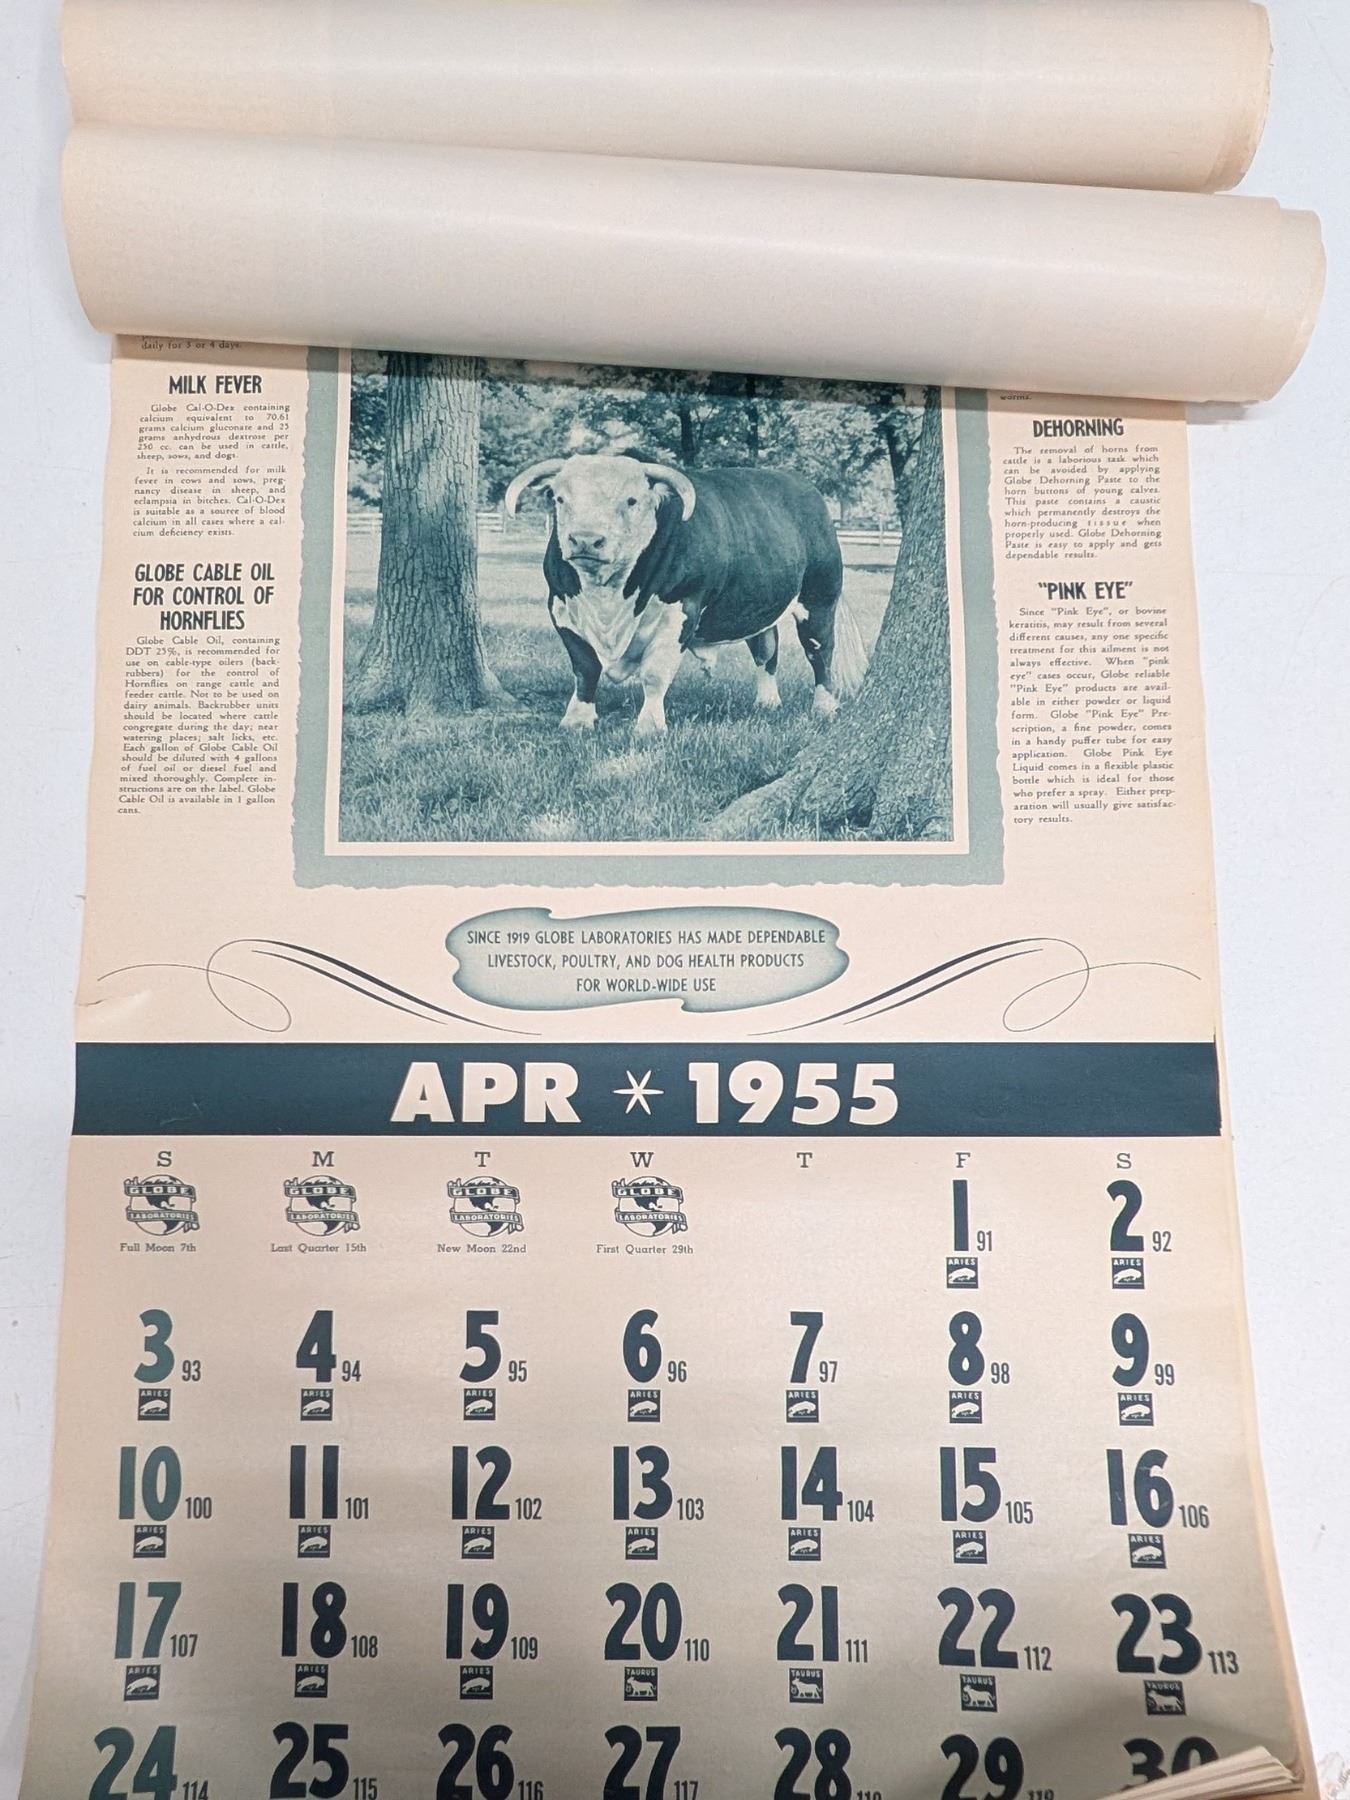 daily for 3 or 4 days.
MILK FEVER
Globe Cal-O-Dex containing
calcium equivalent to 70.61
grams calcium gluconate and 25
grams anhydrous dextrose per
250 cc. can be used in cattle,
sheep, sows, and dogs.
It is recommended for milk
fever in cows and sows, preg-
nancy disease in sheep, and
eclampsia in bitches. Cal-O-Dex
is suitable as a source of blood
calcium in all cases where a cal-
cium deficiency exists.
GLOBE CABLE OIL
FOR CONTROL OF
HORNFLIES
Globe Cable Oil, containing
DDT 25%, is recommended for
use on cable-type oilers (back-
rubbers) for the control of
Hornflies on range cattle and
feeder cattle. Not to be used on
dairy animals. Backrubber units
should be located where cattle
congregate during the day; near
watering places; salt licks, etc.
Each gallon of Globe Cable Oil
should be diluted with 4 gallons
of fuel oil or diesel fuel and
mixed thoroughly. Complete in-
structions are on the label. Globe
Cable Oil is available in 1 gallon
cans.
worms.
DEHORNING
The removal of horns from
cattle is a laborious task which
can be avoided by applying
Globe Dehorning Paste to the
horn buttons of young calves.
This paste contains a caustic
which permanently destroys the
horn-producing tissue when
properly used. Globe Dehorning
Paste is easy to apply and gets
dependable results.
"PINK EYE"
Since "Pink Eye", or bovine
keratitis, may result from several
different causes, any one specific
treatment for this ailment is not
always effective. When "pink
eye" cases occur, Globe reliable
"Pink Eye" products are avail-
able in either powder or liquid
form. Globe "Pink Eye" Pre-
scription, a fine powder, comes
in a handy puffer tube for easy
application. Globe Pink Eye
Liquid comes in a flexible plastic
bottle which is ideal for those
who prefer a spray. Either prep-
aration will usually give satisfac-
tory results.
SINCE 1919 GLOBE LABORATORIES HAS MADE DEPENDABLE
LIVESTOCK, POULTRY, AND DOG HEALTH PRODUCTS
FOR WORLD-WIDE USE
APR * 1955
S M T W T F S
GLOBE GLOBE GLOBE GLOBE
LABORATORIES LABORATORIES LABORATORIES LABORATORIES
Full Moon 7th Last Quarter 15th New Moon 22nd First Quarter 29th
1 91 2 92
ARIES ARIES
3 93 4 94 5 95 6 96 7 97 8 98 9 99
ARIES ARIES ARIES ARIES ARIES ARIES ARIES
10 100 11 101 12 102 13 103 14 104 15 105 16 106
ARIES ARIES ARIES ARIES ARIES ARIES ARIES
17 107 18 108 19 109 20 110 21 111 22 112 23 113
ARIES ARIES ARIES TAURUS TAURUS TAURUS TAURUS
24 114 25 115 26 116 27 117 28 118 29 119 30